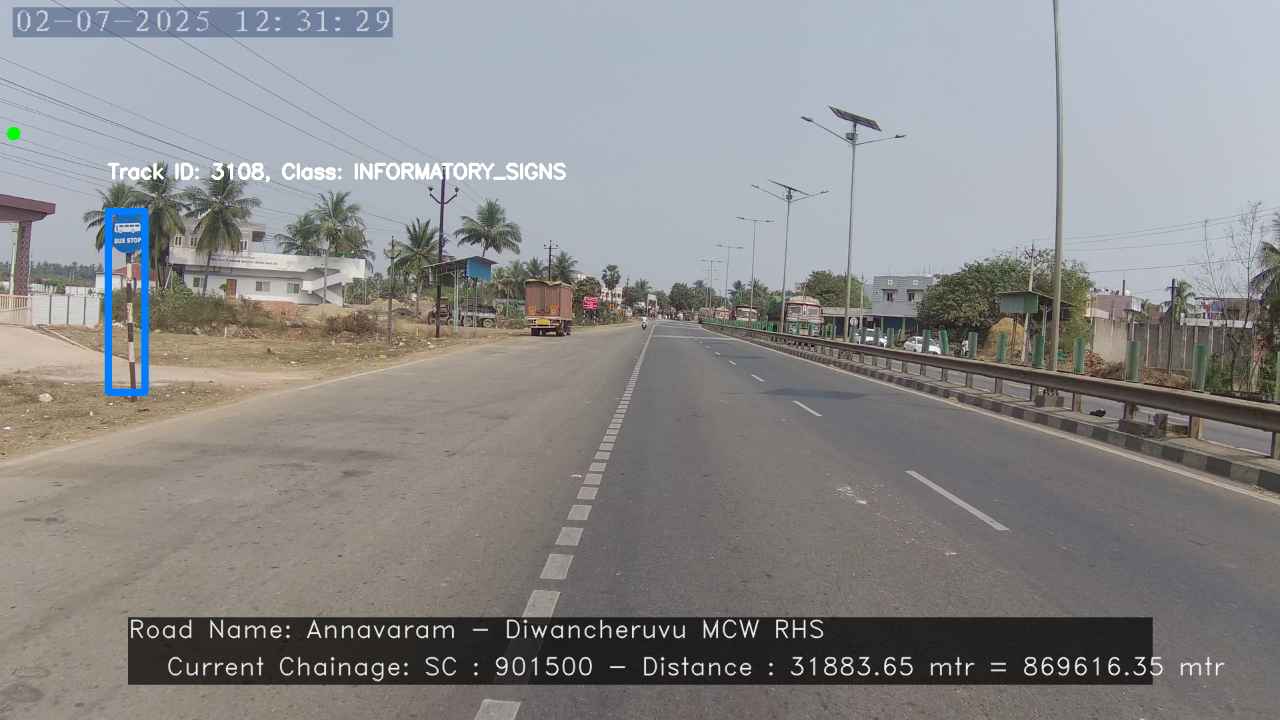 02-07-2025 12:31:29
Track ID: 3108, Class: INFORMATORY_SIGNS
BUS STOP
Road Name: Annavaram - Diwancheruvu MCW RHS
Current Chainage: SC : 901500 - Distance : 31883.65 mtr = 869616.35 mtr